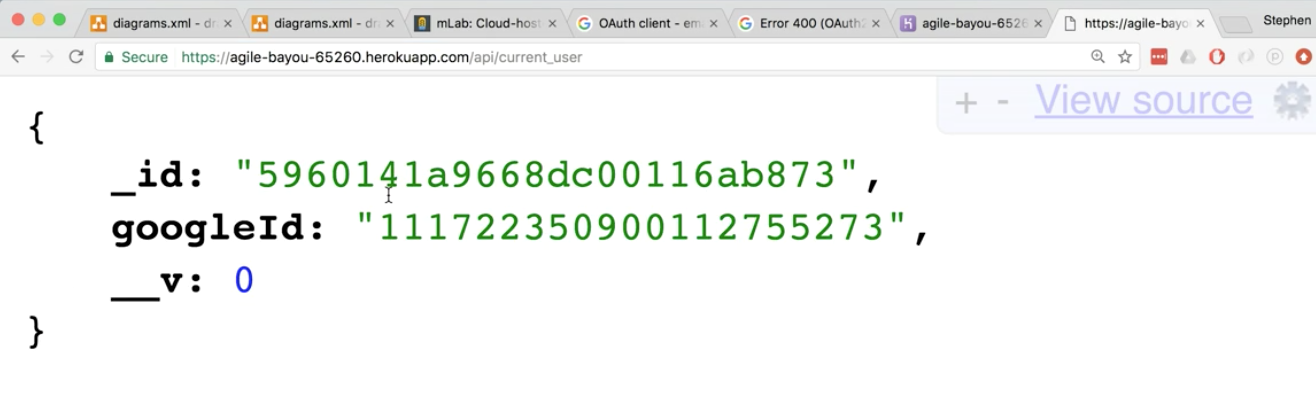 diagrams.xml - dr
diagrams.xml - dr
mLab: Cloud-host
OAuth client - ema
Error 400 (OAuth2
agile-bayou-6526
https://agile-bayo
Stephen
Secure https://agile-bayou-65260.herokuapp.com/api/current_user
+ - View source
{
_id: "5960141a9668dc00116ab873",
googleId: "111722350900112755273",
__v: 0
}